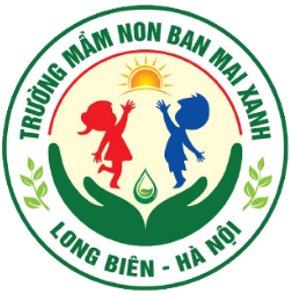 TRƯỜNG MẦM NON BAN MAI XANH
LONG BIÊN - HÀ NỘI